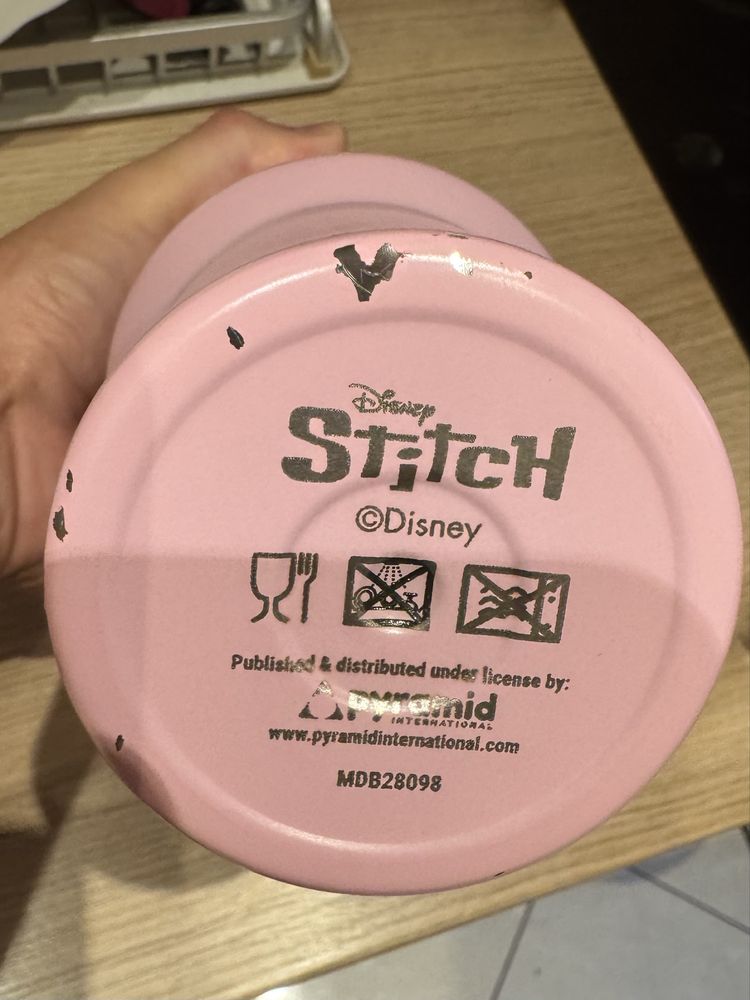 Disney
Stitch
©Disney
Published & distributed under license by:
pyramid
INTERNATIONAL
www.pyramidinternational.com
MDB28098